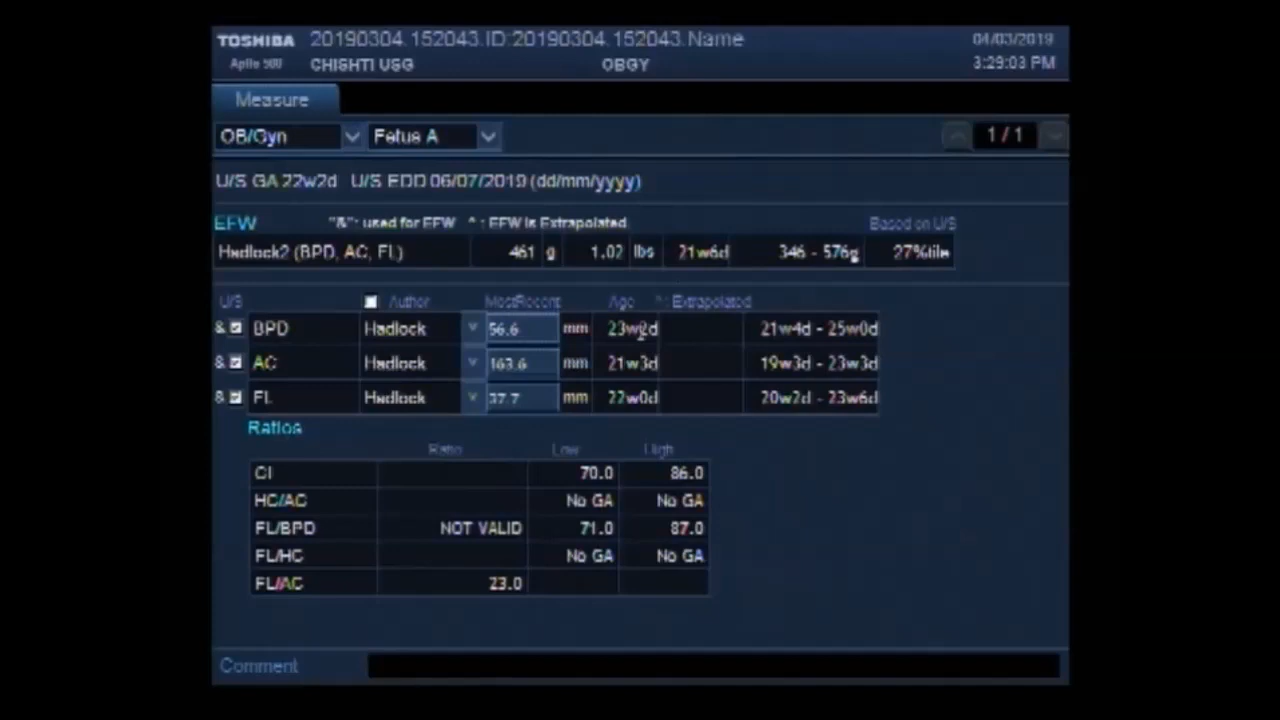 TOSHIBA 20190304.152043.ID:20190304.152043.Name 04/03/2019
Aplio 500 CHISHTI USG OBGY 3:29:03 PM
Measure
OB/Gyn Fetus A 1 / 1
U/S GA 22w2d U/S EDD 06/07/2019 (dd/mm/yyyy)
EFW "&": used for EFW ^ : EFW is Extrapolated Based on U/S
Hadlock2 (BPD, AC, FL) 461 g 1.02 lbs 21w6d 346 - 576g 27%tile
U/S Author MostRecent Age ^: Extrapolated
& BPD Hadlock 56.6 mm 23w2d 21w4d - 25w0d
& AC Hadlock 163.6 mm 21w3d 19w3d - 23w3d
& FL Hadlock 37.7 mm 22w0d 20w2d - 23w6d
Ratios
Ratio Low High
CI 70.0 86.0
HC/AC No GA No GA
FL/BPD NOT VALID 71.0 87.0
FL/HC No GA No GA
FL/AC 23.0
Comment